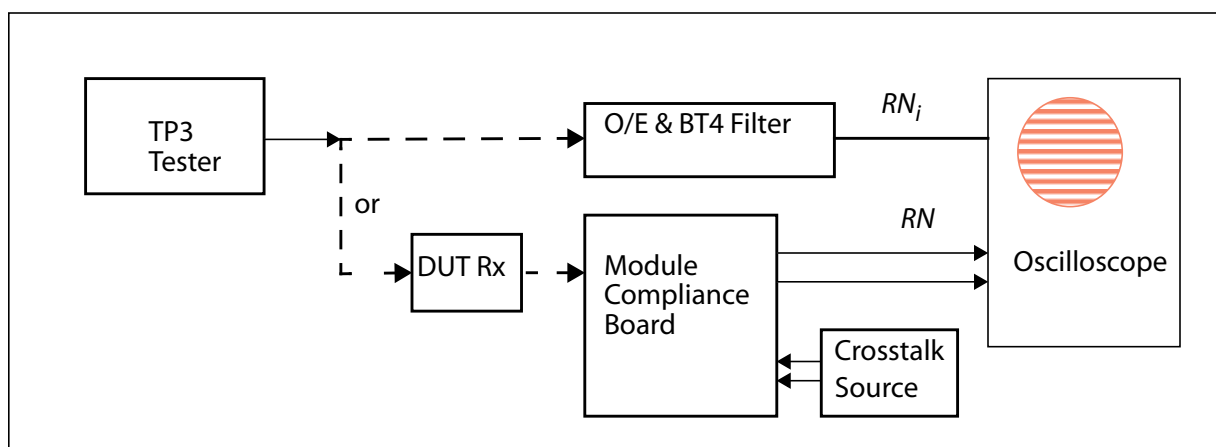 TP3
Tester
or
O/E & BT4 Filter
RNi
DUT Rx
Module
Compliance
Board
RN
Crosstalk
Source
Oscilloscope